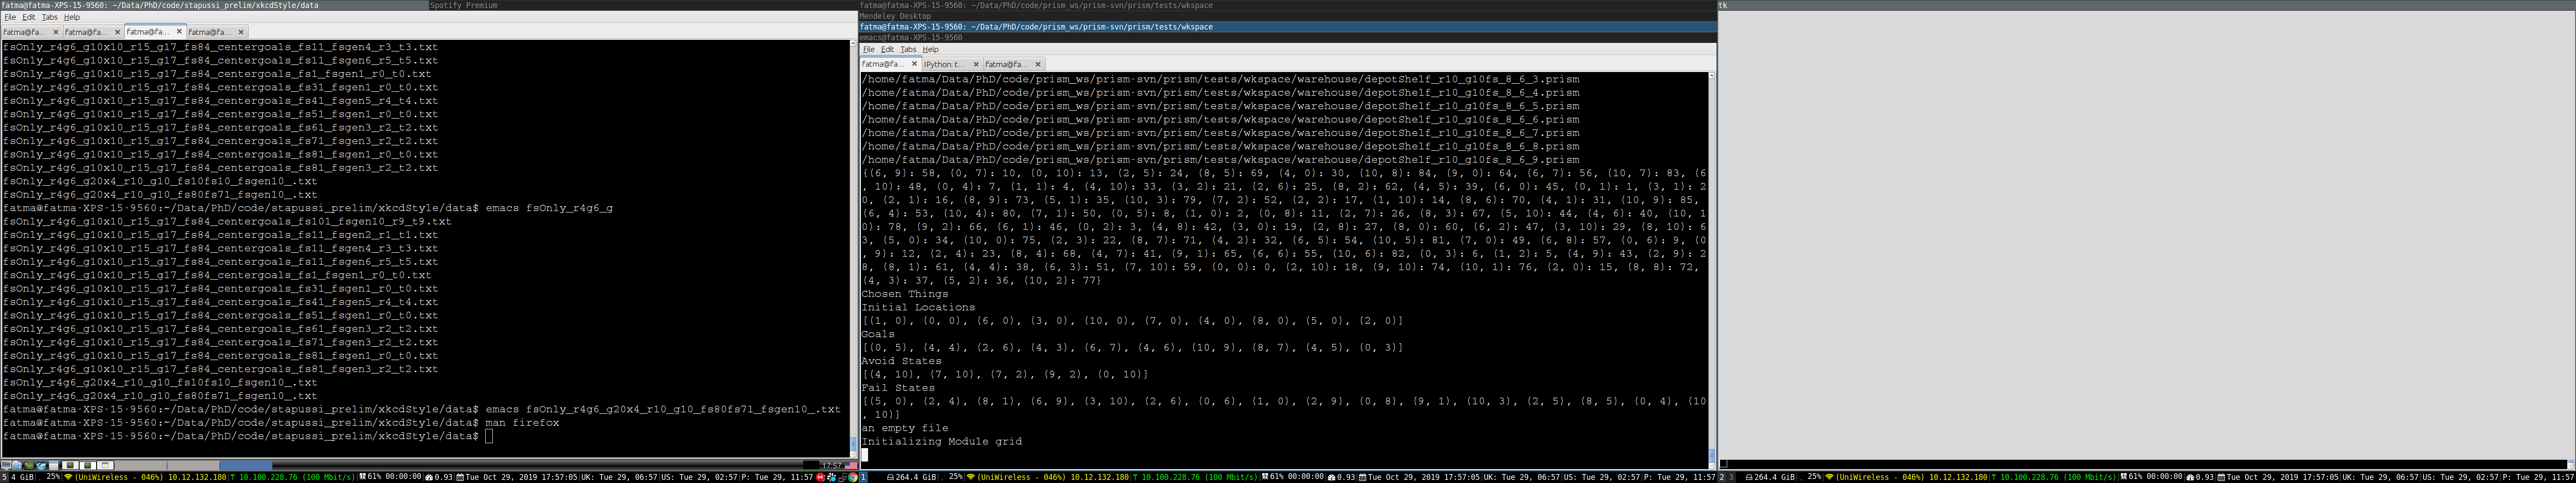 fatma@fatma-XPS-15-9560: ~/Data/PhD/code/stapussi_prelim/xkcdStyle/data
Spotify Premium
File Edit Tabs Help
fatma@fa... fatma@fa... fatma@fa... fatma@fa...
fsOnly_r4g6_g10x10_r15_g17_fs84_centergoals_fs11_fsgen4_r3_t3.txt
fsOnly_r4g6_g10x10_r15_g17_fs84_centergoals_fs11_fsgen6_r5_t5.txt
fsOnly_r4g6_g10x10_r15_g17_fs84_centergoals_fs1_fsgen1_r0_t0.txt
fsOnly_r4g6_g10x10_r15_g17_fs84_centergoals_fs31_fsgen1_r0_t0.txt
fsOnly_r4g6_g10x10_r15_g17_fs84_centergoals_fs41_fsgen5_r4_t4.txt
fsOnly_r4g6_g10x10_r15_g17_fs84_centergoals_fs51_fsgen1_r0_t0.txt
fsOnly_r4g6_g10x10_r15_g17_fs84_centergoals_fs61_fsgen3_r2_t2.txt
fsOnly_r4g6_g10x10_r15_g17_fs84_centergoals_fs71_fsgen3_r2_t2.txt
fsOnly_r4g6_g10x10_r15_g17_fs84_centergoals_fs81_fsgen1_r0_t0.txt
fsOnly_r4g6_g10x10_r15_g17_fs84_centergoals_fs81_fsgen3_r2_t2.txt
fsOnly_r4g6_g20x4_r10_g10_fs10fs10_fsgen10_.txt
fsOnly_r4g6_g20x4_r10_g10_fs80fs71_fsgen10_.txt
fatma@fatma-XPS-15-9560:~/Data/PhD/code/stapussi_prelim/xkcdStyle/data$ emacs fsOnly_r4g6_g
fsOnly_r4g6_g10x10_r15_g17_fs84_centergoals_fs101_fsgen10_r9_t9.txt
fsOnly_r4g6_g10x10_r15_g17_fs84_centergoals_fs11_fsgen2_r1_t1.txt
fsOnly_r4g6_g10x10_r15_g17_fs84_centergoals_fs11_fsgen4_r3_t3.txt
fsOnly_r4g6_g10x10_r15_g17_fs84_centergoals_fs11_fsgen6_r5_t5.txt
fsOnly_r4g6_g10x10_r15_g17_fs84_centergoals_fs1_fsgen1_r0_t0.txt
fsOnly_r4g6_g10x10_r15_g17_fs84_centergoals_fs31_fsgen1_r0_t0.txt
fsOnly_r4g6_g10x10_r15_g17_fs84_centergoals_fs41_fsgen5_r4_t4.txt
fsOnly_r4g6_g10x10_r15_g17_fs84_centergoals_fs51_fsgen1_r0_t0.txt
fsOnly_r4g6_g10x10_r15_g17_fs84_centergoals_fs61_fsgen3_r2_t2.txt
fsOnly_r4g6_g10x10_r15_g17_fs84_centergoals_fs71_fsgen3_r2_t2.txt
fsOnly_r4g6_g10x10_r15_g17_fs84_centergoals_fs81_fsgen1_r0_t0.txt
fsOnly_r4g6_g10x10_r15_g17_fs84_centergoals_fs81_fsgen3_r2_t2.txt
fsOnly_r4g6_g20x4_r10_g10_fs10fs10_fsgen10_.txt
fsOnly_r4g6_g20x4_r10_g10_fs80fs71_fsgen10_.txt
fatma@fatma-XPS-15-9560:~/Data/PhD/code/stapussi_prelim/xkcdStyle/data$ emacs fsOnly_r4g6_g20x4_r10_g10_fs80fs71_fsgen10_.txt
fatma@fatma-XPS-15-9560:~/Data/PhD/code/stapussi_prelim/xkcdStyle/data$ man firefox
fatma@fatma-XPS-15-9560:~/Data/PhD/code/stapussi_prelim/xkcdStyle/data$
17:57
5 4 GiB 25% (UniWireless - 046%) 10.12.132.180 10.100.228.76 (100 Mbit/s) 61% 00:00:00 0.93 Tue Oct 29, 2019 17:57:05 UK: Tue 29, 06:57 US: Tue 29, 02:57 P: Tue 29, 11:57
fatma@fatma-XPS-15-9560: ~/Data/PhD/code/prism_ws/prism-svn/prism/tests/wkspace
Mendeley Desktop
fatma@fatma-XPS-15-9560: ~/Data/PhD/code/prism_ws/prism-svn/prism/tests/wkspace
emacs@fatma-XPS-15-9560
File Edit Tabs Help
fatma@fa... IPython: t... fatma@fa...
/home/fatma/Data/PhD/code/prism_ws/prism-svn/prism/tests/wkspace/warehouse/depotShelf_r10_g10fs_8_6_3.prism
/home/fatma/Data/PhD/code/prism_ws/prism-svn/prism/tests/wkspace/warehouse/depotShelf_r10_g10fs_8_6_4.prism
/home/fatma/Data/PhD/code/prism_ws/prism-svn/prism/tests/wkspace/warehouse/depotShelf_r10_g10fs_8_6_5.prism
/home/fatma/Data/PhD/code/prism_ws/prism-svn/prism/tests/wkspace/warehouse/depotShelf_r10_g10fs_8_6_6.prism
/home/fatma/Data/PhD/code/prism_ws/prism-svn/prism/tests/wkspace/warehouse/depotShelf_r10_g10fs_8_6_7.prism
/home/fatma/Data/PhD/code/prism_ws/prism-svn/prism/tests/wkspace/warehouse/depotShelf_r10_g10fs_8_6_8.prism
/home/fatma/Data/PhD/code/prism_ws/prism-svn/prism/tests/wkspace/warehouse/depotShelf_r10_g10fs_8_6_9.prism
{(6, 9): 58, (0, 7): 10, (0, 10): 13, (2, 5): 24, (8, 5): 69, (4, 0): 30, (10, 8): 84, (9, 0): 64, (6, 7): 56, (10, 7): 83, (6
, 10): 48, (0, 4): 7, (1, 1): 4, (4, 10): 33, (3, 2): 21, (2, 6): 25, (8, 2): 62, (4, 5): 39, (6, 0): 45, (0, 1): 1, (3, 1): 2
0, (2, 1): 16, (8, 9): 73, (5, 1): 35, (10, 3): 79, (7, 2): 52, (2, 2): 17, (1, 10): 14, (8, 6): 70, (4, 1): 31, (10, 9): 85,
(6, 4): 53, (10, 4): 80, (7, 1): 50, (0, 5): 8, (1, 0): 2, (0, 8): 11, (2, 7): 26, (8, 3): 67, (5, 10): 44, (4, 6): 40, (10, 1
0): 78, (9, 2): 66, (6, 1): 46, (0, 2): 3, (4, 8): 42, (3, 0): 19, (2, 8): 27, (8, 0): 60, (6, 2): 47, (3, 10): 29, (8, 10): 6
3, (5, 0): 34, (10, 0): 75, (2, 3): 22, (8, 7): 71, (4, 2): 32, (6, 5): 54, (10, 5): 81, (7, 0): 49, (6, 8): 57, (0, 6): 9, (0
, 9): 12, (2, 4): 23, (8, 4): 68, (4, 7): 41, (9, 1): 65, (6, 6): 55, (10, 6): 82, (0, 3): 6, (1, 2): 5, (4, 9): 43, (2, 9): 2
8, (8, 1): 61, (4, 4): 38, (6, 3): 51, (7, 10): 59, (0, 0): 0, (2, 10): 18, (9, 10): 74, (10, 1): 76, (2, 0): 15, (8, 8): 72,
(4, 3): 37, (5, 2): 36, (10, 2): 77}
Chosen Things
Initial Locations
[(1, 0), (0, 0), (6, 0), (3, 0), (10, 0), (7, 0), (4, 0), (8, 0), (5, 0), (2, 0)]
Goals
[(0, 5), (4, 4), (2, 6), (4, 3), (6, 7), (4, 6), (10, 9), (8, 7), (4, 5), (0, 3)]
Avoid States
[(4, 10), (7, 10), (7, 2), (9, 2), (0, 10)]
Fail States
[(5, 0), (2, 4), (8, 1), (6, 9), (3, 10), (2, 6), (0, 6), (1, 0), (2, 9), (0, 8), (9, 1), (10, 3), (2, 5), (8, 5), (0, 4), (10
, 10)]
an empty file
Initializing Module grid
1 264.4 GiB 25% (UniWireless - 046%) 10.12.132.180 10.100.228.76 (100 Mbit/s) 61% 00:00:00 0.93 Tue Oct 29, 2019 17:57:05 UK: Tue 29, 06:57 US: Tue 29, 02:57 P: Tue 29, 11:57
tk
2 3 264.4 GiB 25% (UniWireless - 046%) 10.12.132.180 10.100.228.76 (100 Mbit/s) 61% 00:00:00 0.93 Tue Oct 29, 2019 17:57:05 UK: Tue 29, 06:57 US: Tue 29, 02:57 P: Tue 29, 11:57